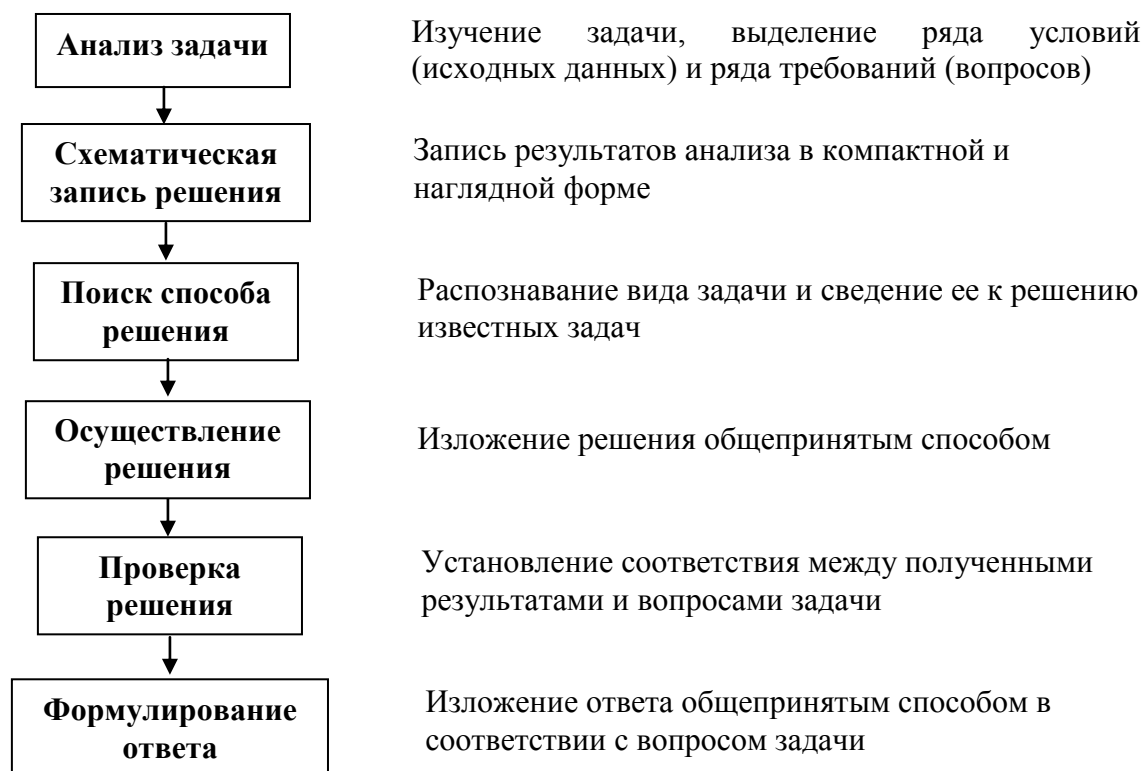 Анализ задачи
Изучение задачи, выделение ряда условий
(исходных данных) и ряда требований (вопросов)
Схематическая
запись решения
Запись результатов анализа в компактной и
наглядной форме
Поиск способа
решения
Распознавание вида задачи и сведение ее к решению
известных задач
Осуществление
решения
Изложение решения общепринятым способом
Проверка
решения
Установление соответствия между полученными
результатами и вопросами задачи
Формулирование
ответа
Изложение ответа общепринятым способом в
соответствии с вопросом задачи